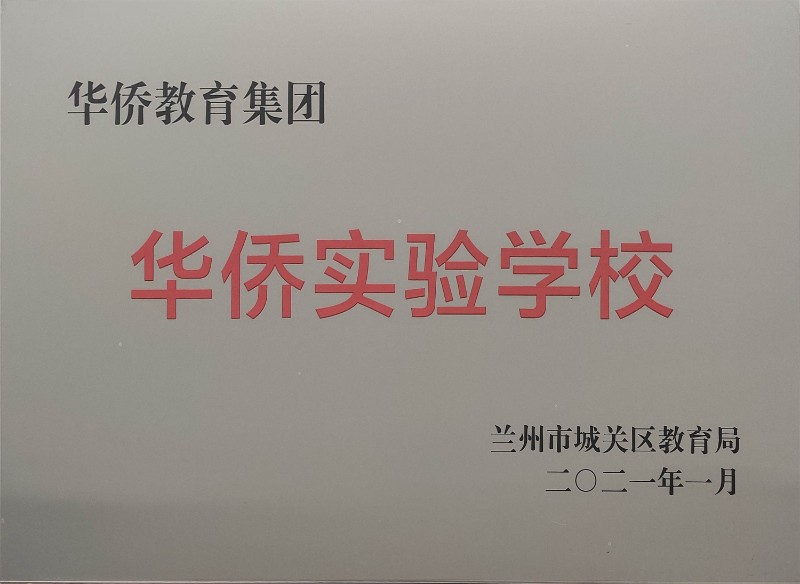 华侨教育集团
华侨实验学校
兰州市城关区教育局
二〇二一年一月